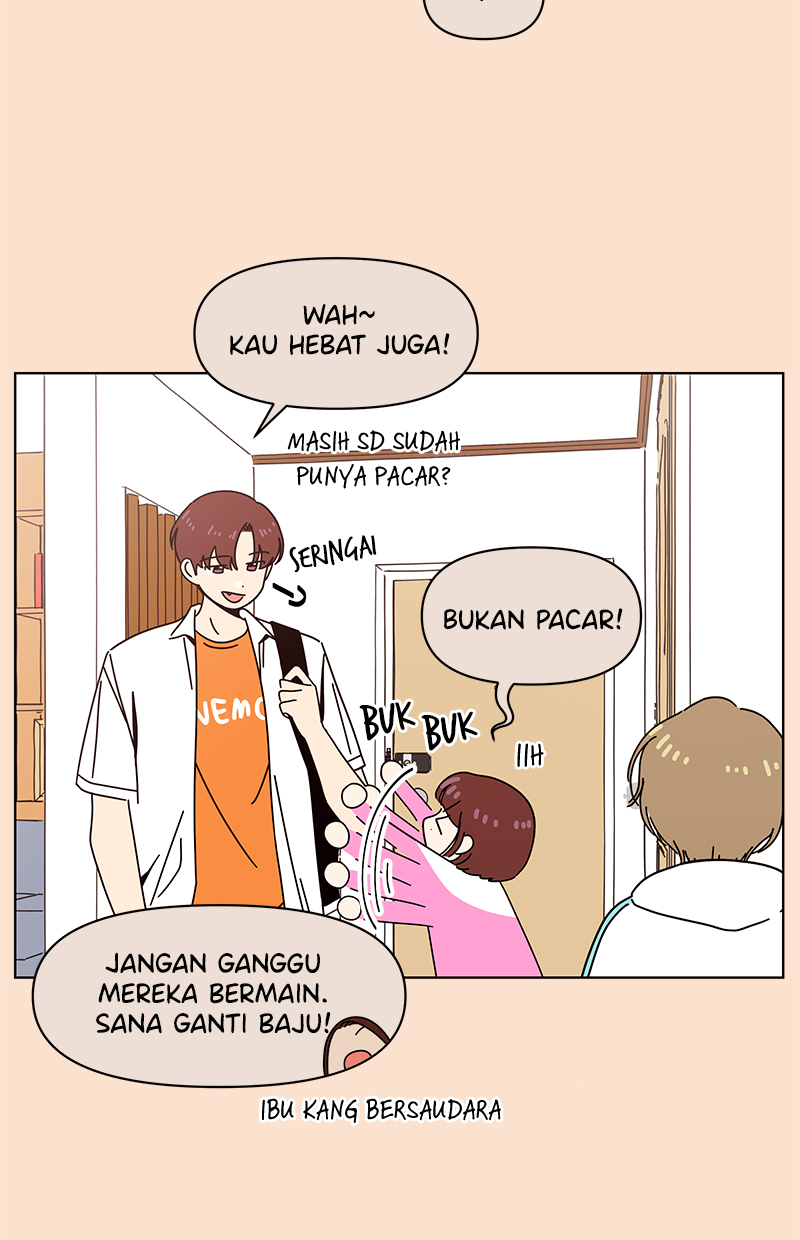 WAH~
KAU HEBAT JUGA!
MASIH SD SUDAH
PUNYA PACAR?
SERINGAI
BUKAN PACAR!
BUK
BUK
IIH
JANGAN GANGGU
MEREKA BERMAIN.
SANA GANTI BAJU!
IBU KANG BERSAUDARA